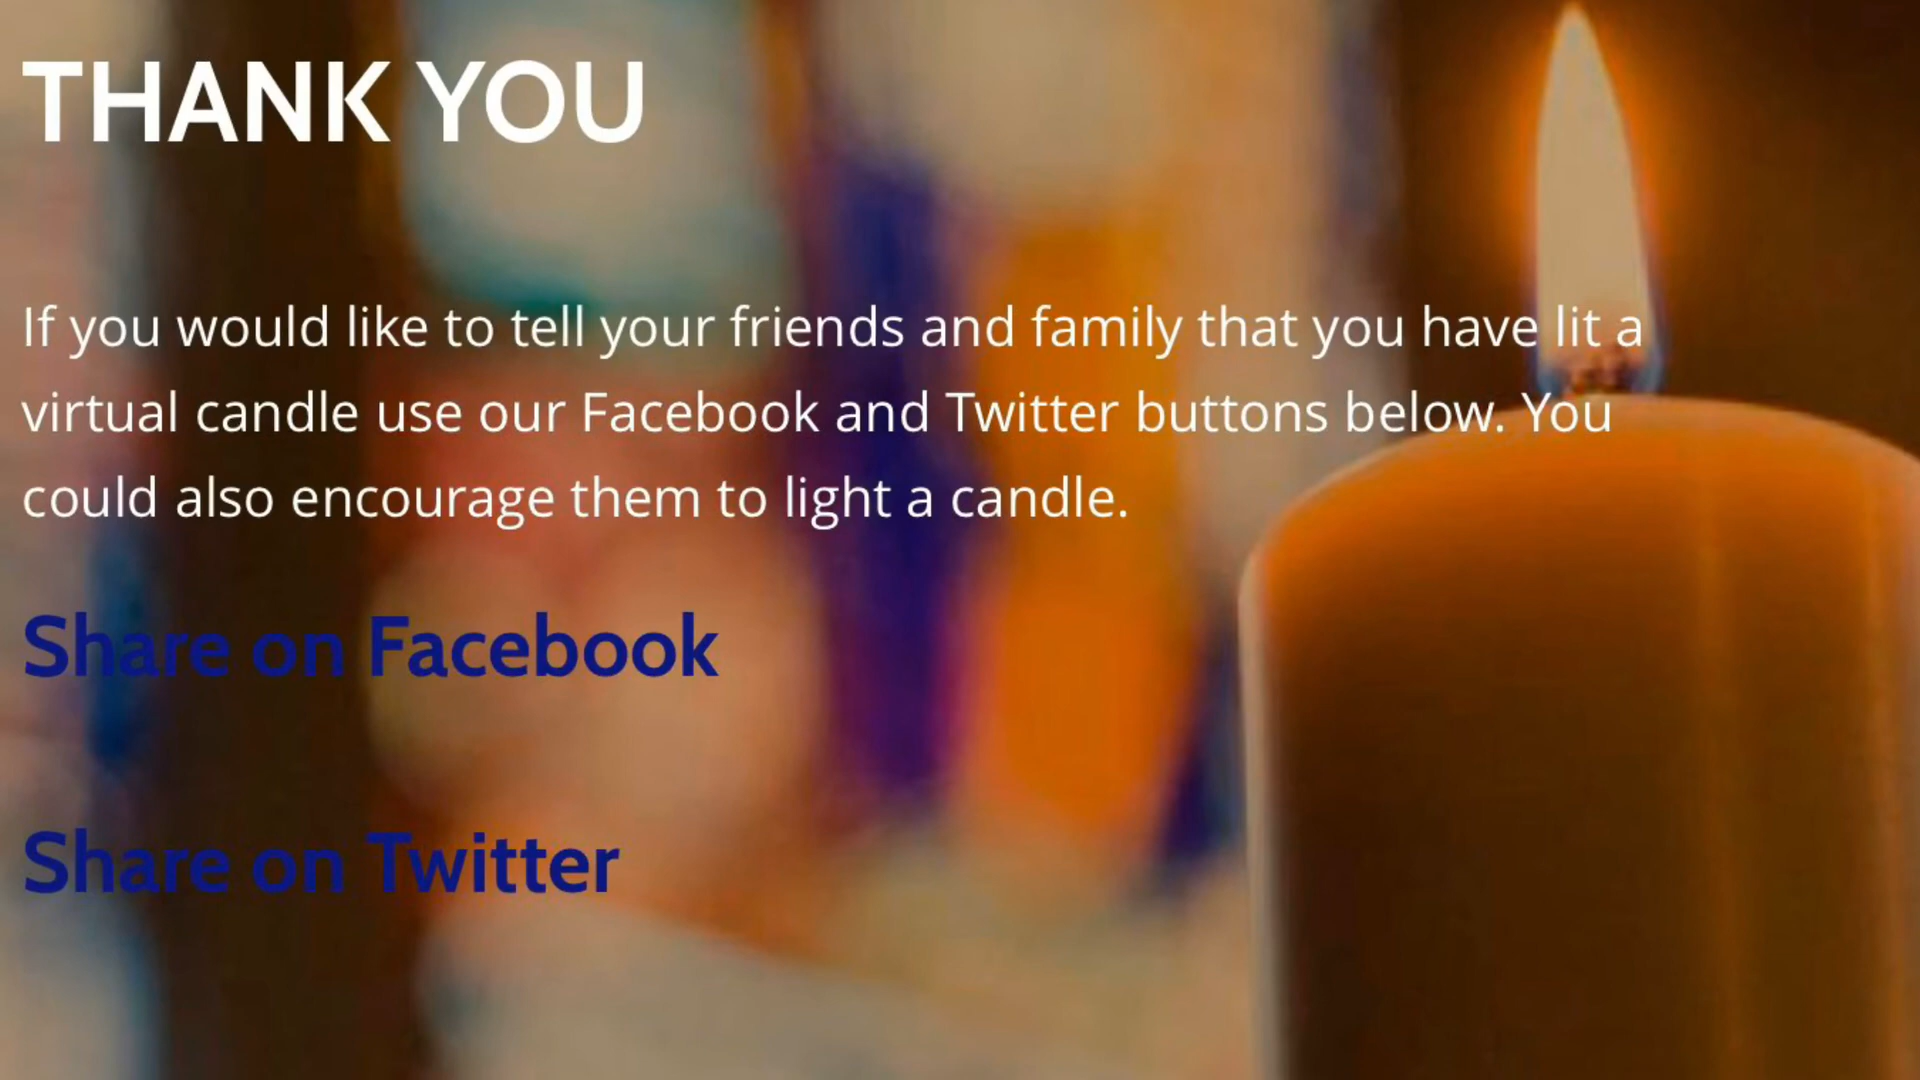 THANK YOU
If you would like to tell your friends and family that you have lit a
virtual candle use our Facebook and Twitter buttons below. You
could also encourage them to light a candle.
Share on Facebook
Share on Twitter